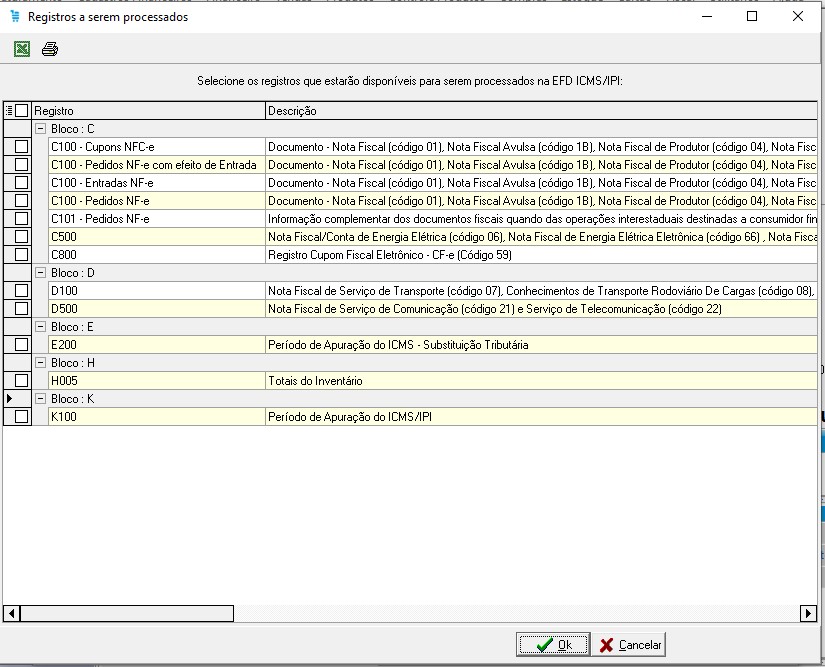 Registros a serem processados
Selecione os registros que estarão disponíveis para serem processados na EFD ICMS/IPI:
Registro Descrição
Bloco : C
C100 - Cupons NFC-e Documento - Nota Fiscal (código 01), Nota Fiscal Avulsa (código 1B), Nota Fiscal de Produtor (código 04), Nota Fisc
C100 - Pedidos NF-e com efeito de Entrada Documento - Nota Fiscal (código 01), Nota Fiscal Avulsa (código 1B), Nota Fiscal de Produtor (código 04), Nota Fisc
C100 - Entradas NF-e Documento - Nota Fiscal (código 01), Nota Fiscal Avulsa (código 1B), Nota Fiscal de Produtor (código 04), Nota Fisc
C100 - Pedidos NF-e Documento - Nota Fiscal (código 01), Nota Fiscal Avulsa (código 1B), Nota Fiscal de Produtor (código 04), Nota Fisc
C101 - Pedidos NF-e Informação complementar dos documentos fiscais quando das operações interestaduais destinadas a consumidor fin
C500 Nota Fiscal/Conta de Energia Elétrica (código 06), Nota Fiscal de Energia Elétrica Eletrônica (código 66) , Nota Fisca
C800 Registro Cupom Fiscal Eletrônico - CF-e (Código 59)
Bloco : D
D100 Nota Fiscal de Serviço de Transporte (código 07), Conhecimentos de Transporte Rodoviário De Cargas (código 08),
D500 Nota Fiscal de Serviço de Comunicação (código 21) e Serviço de Telecomunicação (código 22)
Bloco : E
E200 Período de Apuração do ICMS - Substituição Tributária
Bloco : H
H005 Totais do Inventário
Bloco : K
K100 Período de Apuração do ICMS/IPI
Ok Cancelar